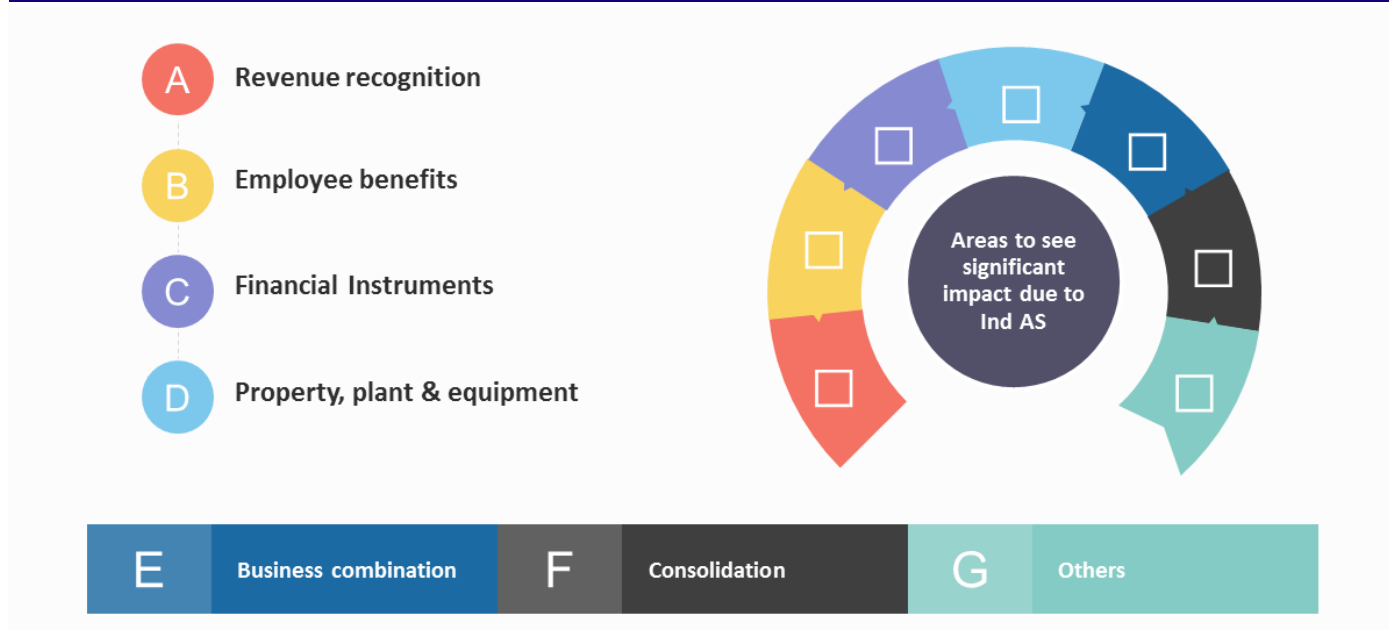 A
Revenue recognition
B
Employee benefits
C
Financial Instruments
D
Property, plant & equipment
Areas to see
significant
impact due to
Ind AS
E
Business combination
F
Consolidation
G
Others